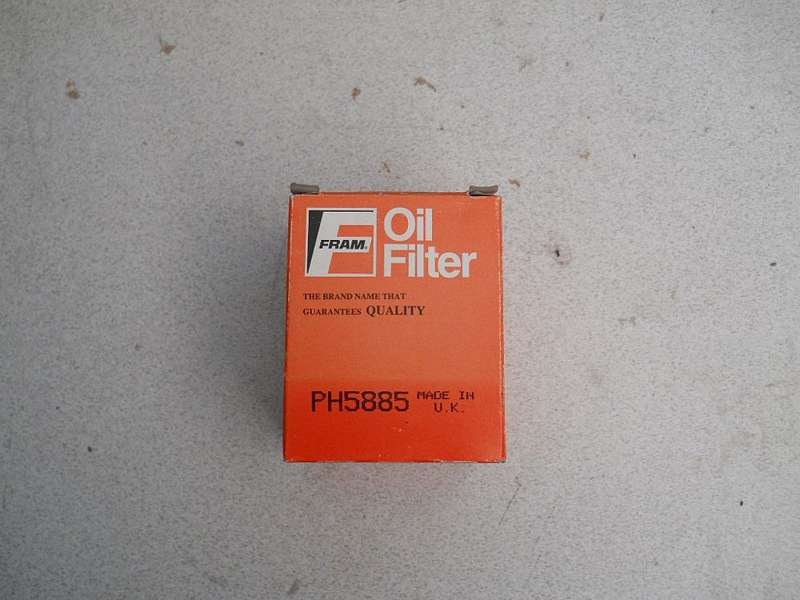 FRAM®
Oil
Filter
THE BRAND NAME THAT
GUARANTEES QUALITY
PH5885 MADE IN
U.K.